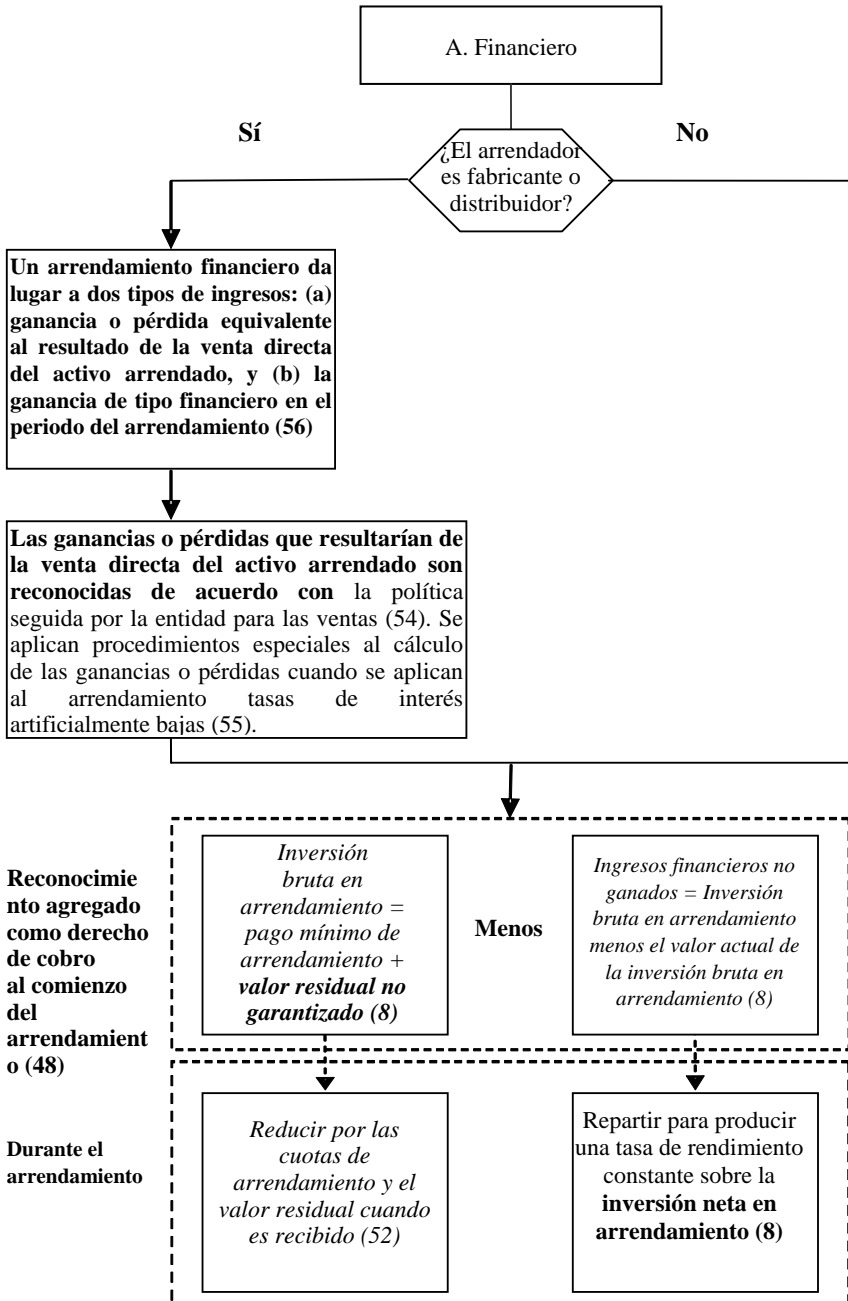 A. Financiero
Sí
No
¿El arrendador
es fabricante o
distribuidor?
Un arrendamiento financiero da
lugar a dos tipos de ingresos: (a)
ganancia o pérdida equivalente
al resultado de la venta directa
del activo arrendado, y (b) la
ganancia de tipo financiero en el
periodo del arrendamiento (56)
Las ganancias o pérdidas que resultarían de
la venta directa del activo arrendado son
reconocidas de acuerdo con la política
seguida por la entidad para las ventas (54). Se
aplican procedimientos especiales al cálculo
de las ganancias o pérdidas cuando se aplican
al arrendamiento tasas de interés
artificialmente bajas (55).
Reconocimie
nto agregado
como derecho
de cobro
al comienzo
del
arrendamient
o (48)
Inversión
bruta en
arrendamiento =
pago mínimo de
arrendamiento +
valor residual no
garantizado (8)
Menos
Ingresos financieros no
ganados = Inversión
bruta en arrendamiento
menos el valor actual de
la inversión bruta en
arrendamiento (8)
Durante el
arrendamiento
Reducir por las
cuotas de
arrendamiento y el
valor residual cuando
es recibido (52)
Repartir para producir
una tasa de rendimiento
constante sobre la
inversión neta en
arrendamiento (8)